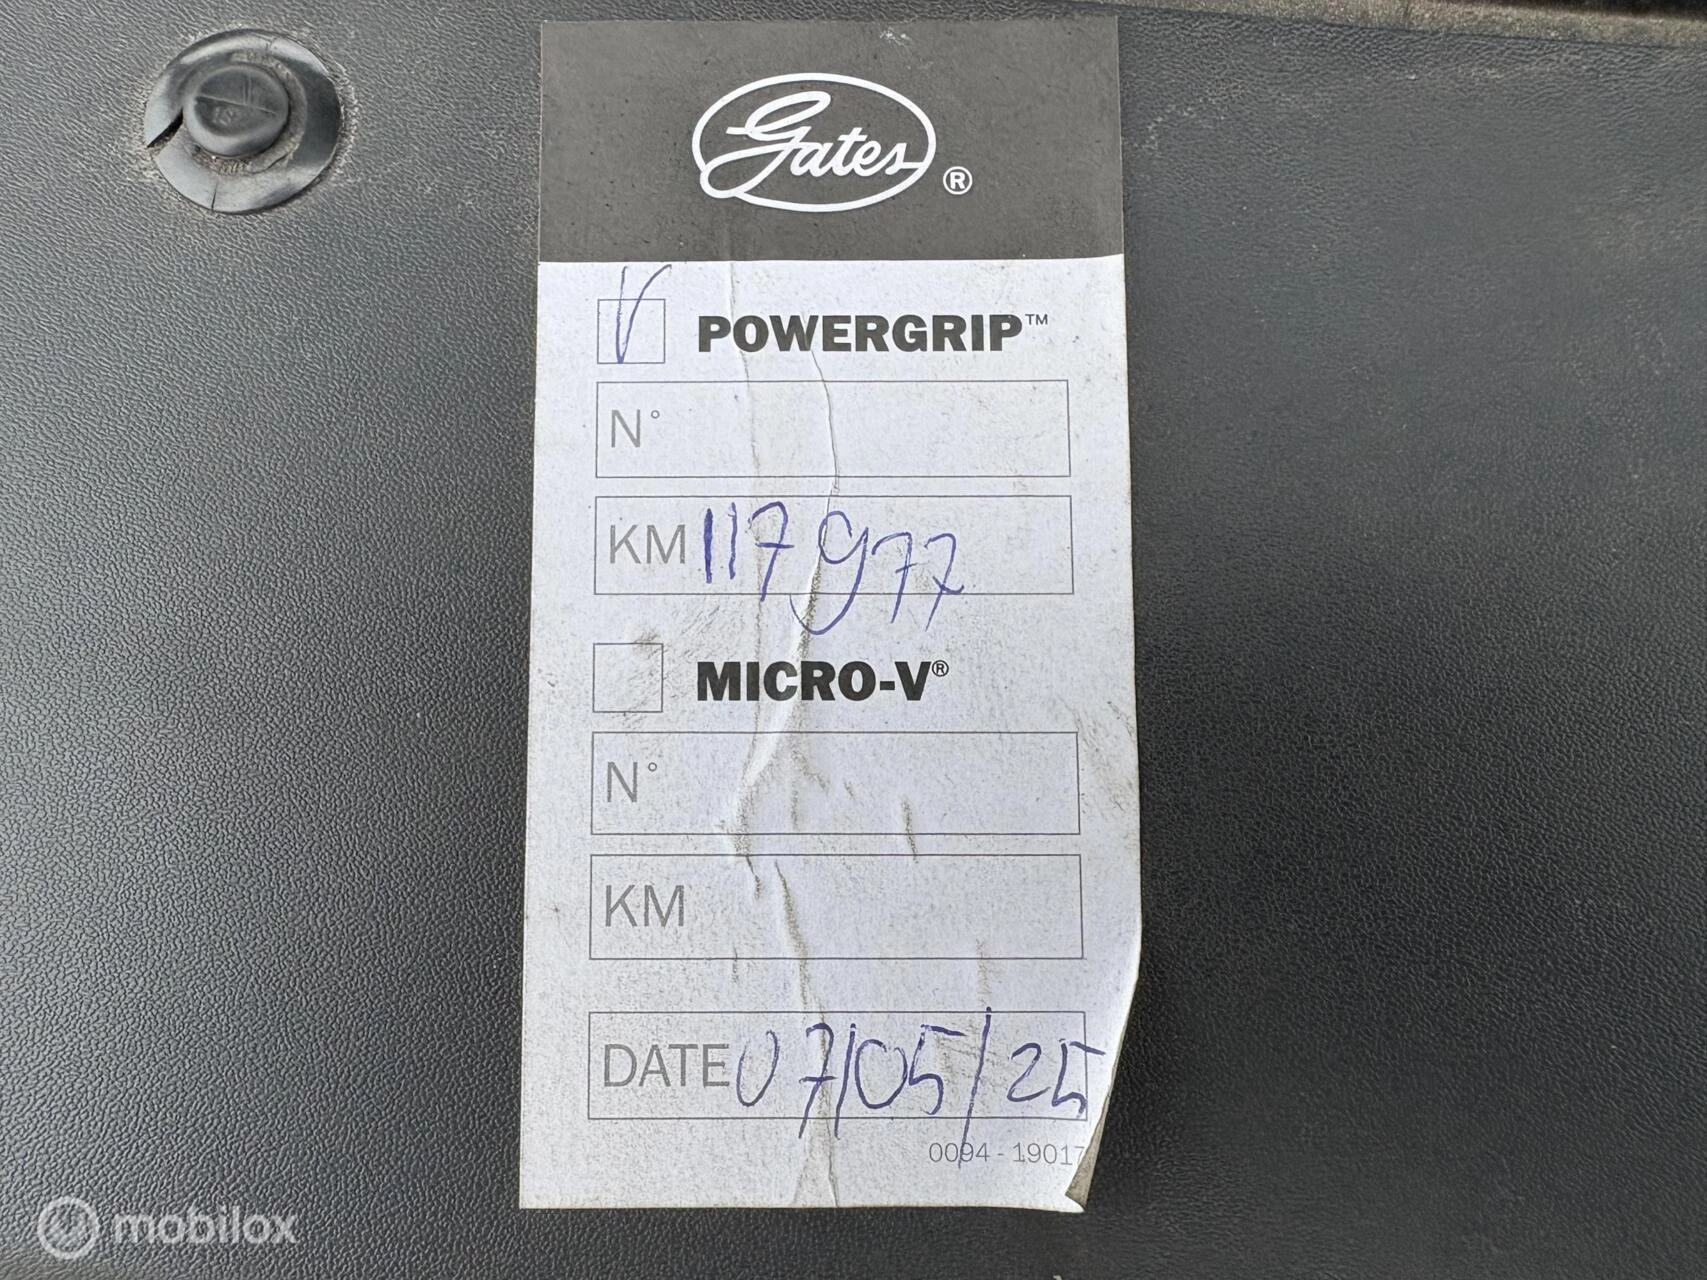 Gates®
V POWERGRIP™
N°
KM 117977
MICRO-V®
N°
KM
DATE 07/05/25
0094 - 19017
mobilox